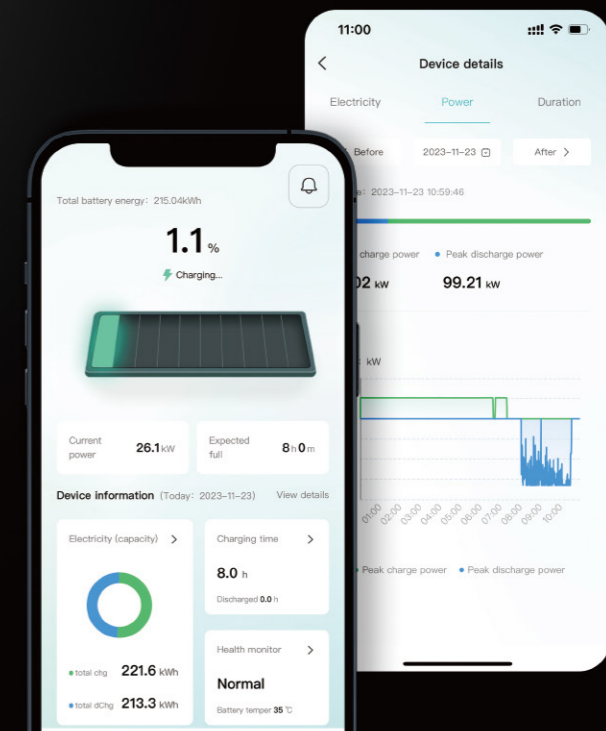 11:00
Device details
Electricity
Power
Duration
Before
2023-11-23
After >
2023-11-23 10:59:46
charge power
Peak discharge power
kW
99.21 kW
kW
01:00
02:00
03:00
04:00
05:00
06:00
07:00
08:00
09:00
10:00
Peak charge power
Peak discharge power
Total battery energy: 215.04kWh
1.1 %
Charging...
Current power
26.1 kW
Expected full
8 h 0 m
Device information (Today: 2023-11-23)
View details
Electricity (capacity) >
total chg 221.6 kWh
total dChg 213.3 kWh
Charging time >
8.0 h
Discharged 0.0 h
Health monitor >
Normal
Battery temper 35 ℃